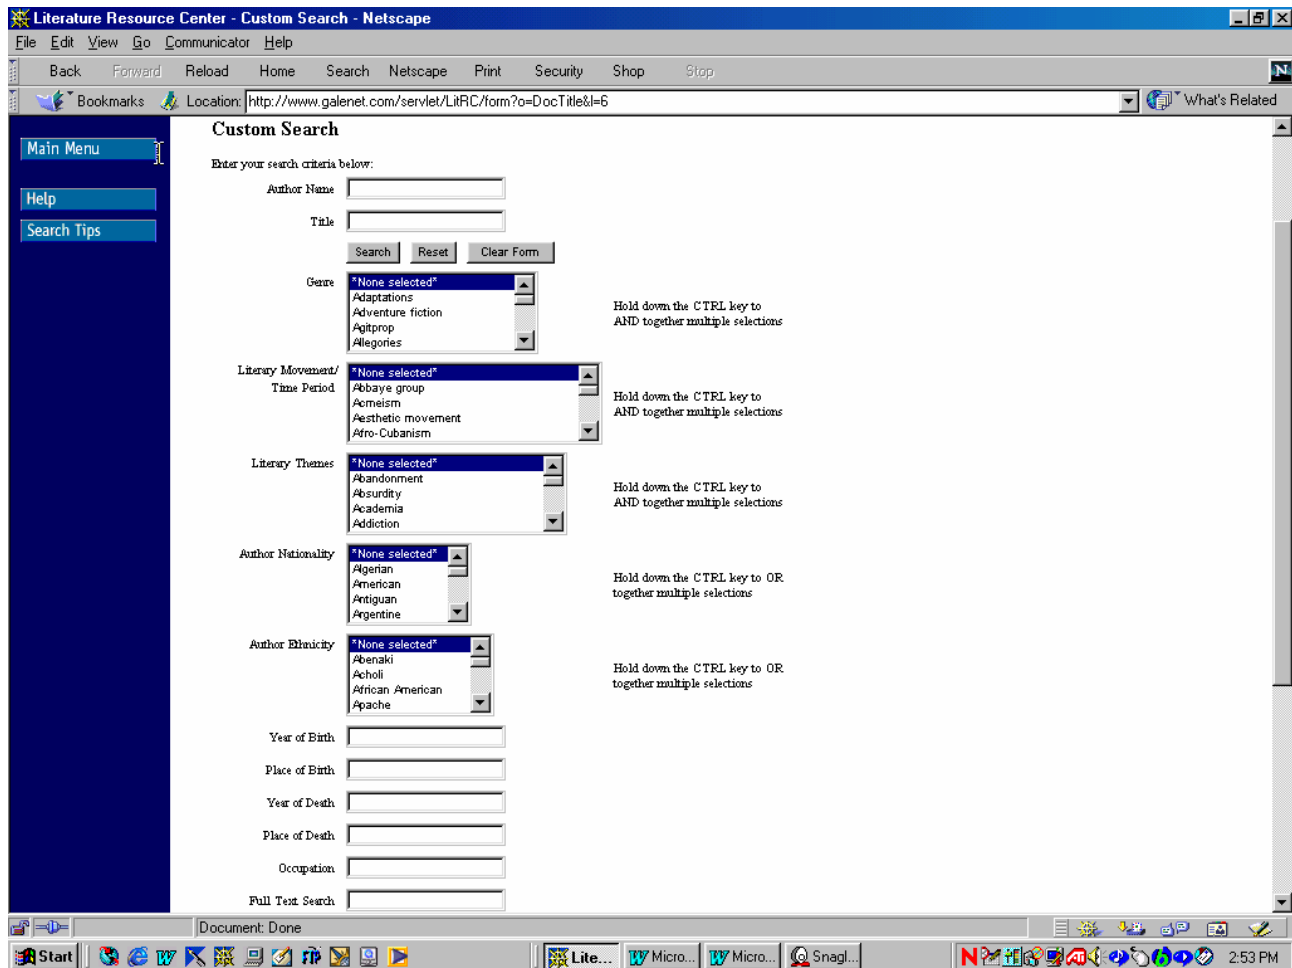 Literature Resource Center - Custom Search - Netscape
File Edit View Go Communicator Help
Back Forward Reload Home Search Netscape Print Security Shop Stop
N
Bookmarks Location: http://www.galenet.com/servlet/LitRC/form?o=DocTitle&l=6 What's Related
Custom Search
Main Menu
Enter your search criteria below:
Author Name
Help
Title
Search Tips
Search Reset Clear Form
Genre
*None selected*
Adaptations
Adventure fiction
Agitprop
Allegories
Hold down the CTRL key to
AND together multiple selections
Literary Movement/
Time Period
*None selected*
Abbaye group
Acmeism
Aesthetic movement
Afro-Cubanism
Hold down the CTRL key to
AND together multiple selections
Literary Themes
*None selected*
Abandonment
Absurdity
Academia
Addiction
Hold down the CTRL key to
AND together multiple selections
Author Nationality
*None selected*
Algerian
American
Antiguan
Argentine
Hold down the CTRL key to OR
together multiple selections
Author Ethnicity
*None selected*
Abenaki
Acholi
African American
Apache
Hold down the CTRL key to OR
together multiple selections
Year of Birth
Place of Birth
Year of Death
Place of Death
Occupation
Full Text Search
Document: Done
Start Lite... Micro... Micro... SnagI... 2:53 PM